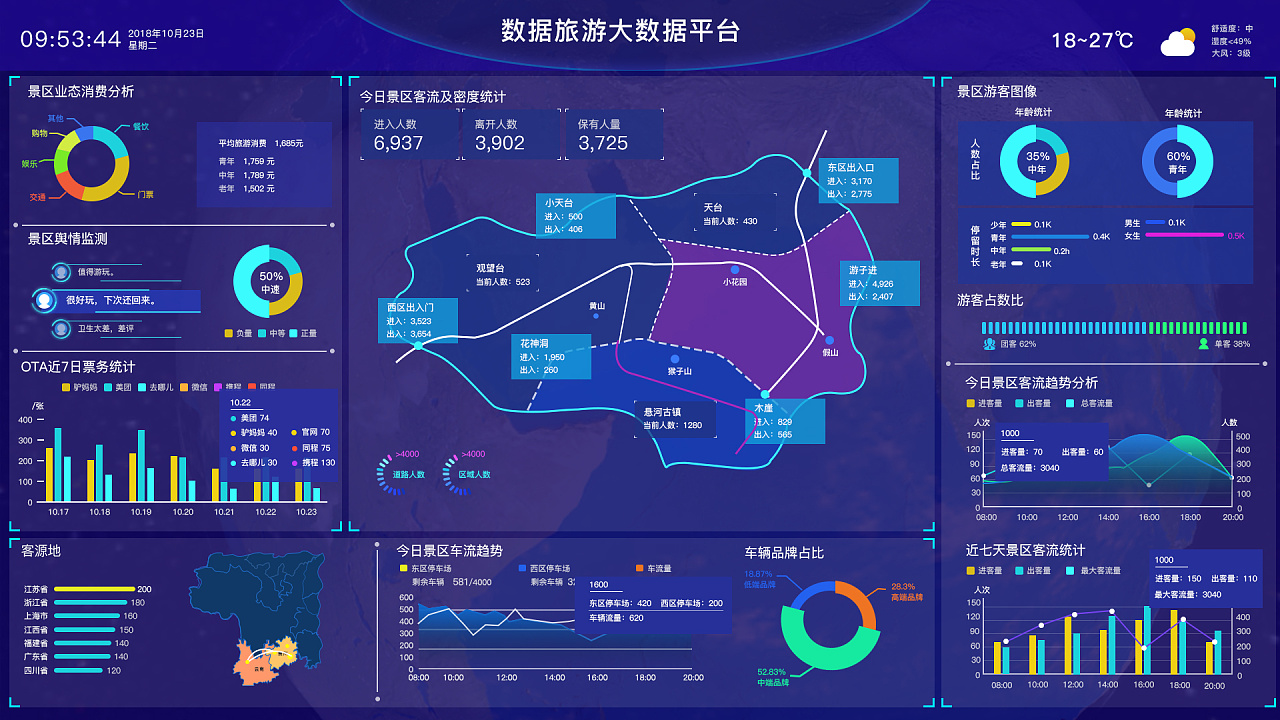 09:53:44
2018年10月23日
星期二
数据旅游大数据平台
18~27℃
舒适度：中
湿度<49%
大风：3级
景区业态消费分析
其他
餐饮
购物
娱乐
交通
门票
平均旅游消费 1,685元
青年 1,759 元
中年 1,789 元
老年 1,502 元
景区舆情监测
值得游玩。
很好玩，下次还回来。
卫生太差，差评
50%
中速
负量 中等 正量
OTA近7日票务统计
驴妈妈 美团 去哪儿 微信 携程 同程
/张
400
300
200
100
0
10.17 10.18 10.19 10.20 10.21 10.22 10.23
10.22
美团 74
驴妈妈 40 官网 70
微信 30 同程 75
去哪儿 30 携程 130
今日景区客流及密度统计
进入人数
6,937
离开人数
3,902
保有人量
3,725
东区出入口
进入：3,170
出入：2,775
小天台
进入：500
出入：406
天台
当前人数：430
观望台
当前人数：523
游子进
进入：4,926
出入：2,407
小花园
黄山
西区出入门
进入：3,523
出入：3,654
花神洞
进入：1,950
出入：260
假山
猴子山
悬河古镇
当前人数：1280
木崖
进入：829
出入：565
>4000
道路人数
>4000
区域人数
景区游客图像
年龄统计
年龄统计
人数占比
35%
中年
60%
青年
停留时长
少年 0.1K
青年 0.4K
中年 0.2h
老年 0.1K
男生 0.1K
女生 0.5K
游客占数比
团客 62%
单客 38%
今日景区客流趋势分析
进客量 出客量 总客流量
人次
人数
150
120
90
60
30
0
500
400
300
200
100
0
1000
进客量：70 出客量：60
总客流量：3040
08:00 10:00 12:00 14:00 16:00 18:00 20:00
客源地
江苏省 200
浙江省 180
上海市 160
江西省 150
福建省 140
广东省 140
四川省 120
云南
今日景区车流趋势
东区停车场 西区停车场 车流量
剩余车辆 581/4000 剩余车辆 32
600
500
400
300
200
100
0
1600
东区停车场：420 西区停车场：200
车辆流量：620
08:00 10:00 12:00 14:00 16:00 18:00 20:00
车辆品牌占比
18.87%
低端品牌
28.3%
高端品牌
52.83%
中端品牌
近七天景区客流统计
进客量 出客量 最大客流量
人次
150
120
90
60
30
0
400
300
200
100
0
1000
进客量：150 出客量：110
最大客流量：3040
08:00 10:00 12:00 14:00 16:00 18:00 20:00